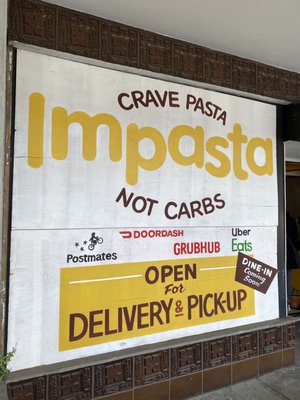 CRAVE PASTA
Impasta
NOT CARBS
Postmates
DOORDASH
GRUBHUB
Uber
Eats
OPEN
For
DELIVERY & PICK-UP
DINE-IN
Coming
Soon